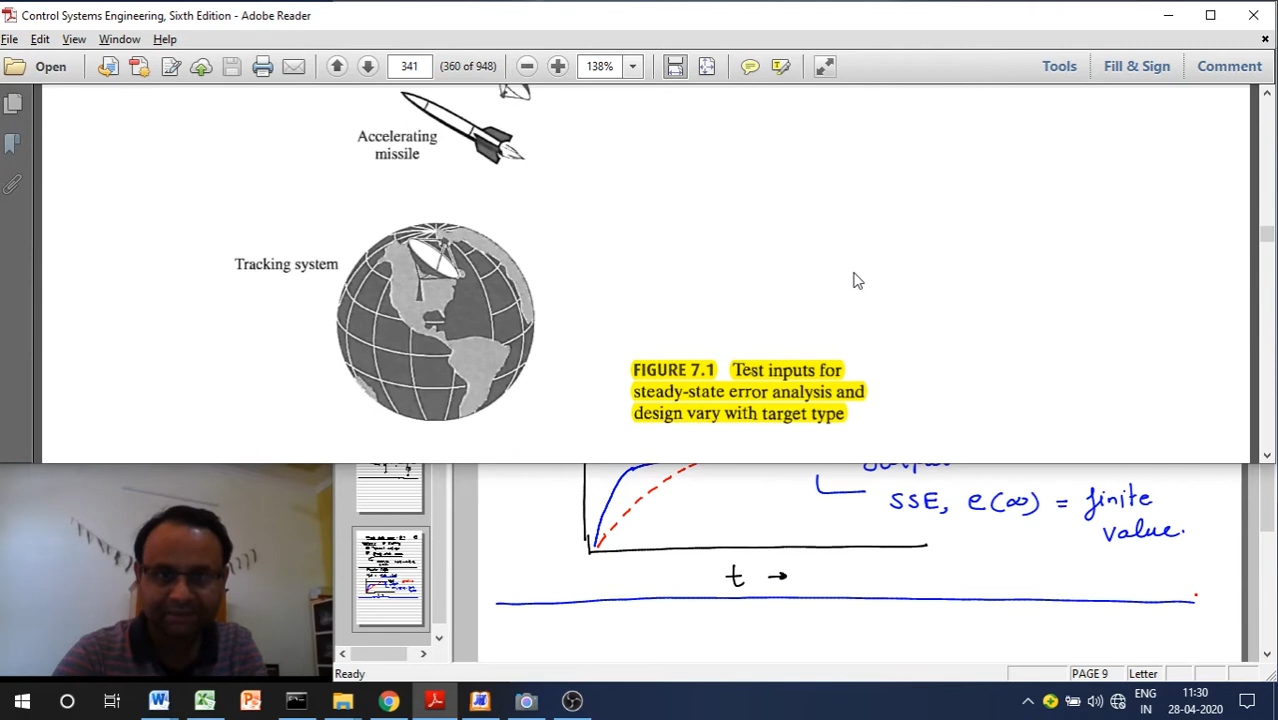 Control Systems Engineering, Sixth Edition - Adobe Reader
File Edit View Window Help
Open 341 (360 of 948) 138% Tools Fill & Sign Comment
Accelerating
missile
Tracking system
FIGURE 7.1 Test inputs for
steady-state error analysis and
design vary with target type
SSE, e(∞) = finite
value.
t →
Ready PAGE 9 Letter
ENG 11:30
IN 28-04-2020